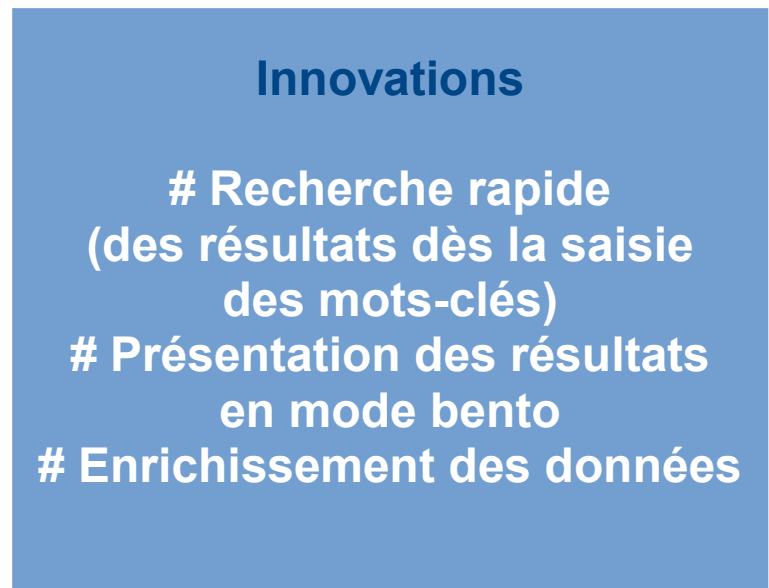 Innovations
# Recherche rapide
(des résultats dès la saisie
des mots-clés)
# Présentation des résultats
en mode bento
# Enrichissement des données